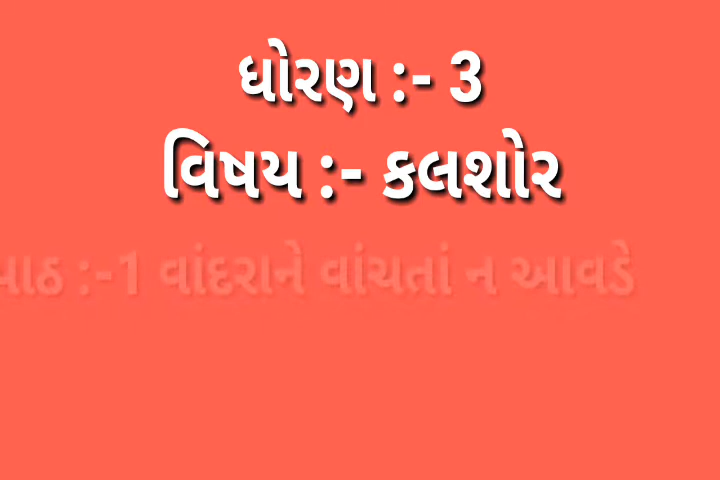 ધોરણ :- 3
વિષય :- કલશોર
પાઠ :-1 વાંદરાને વાંચતાં ન આવડે